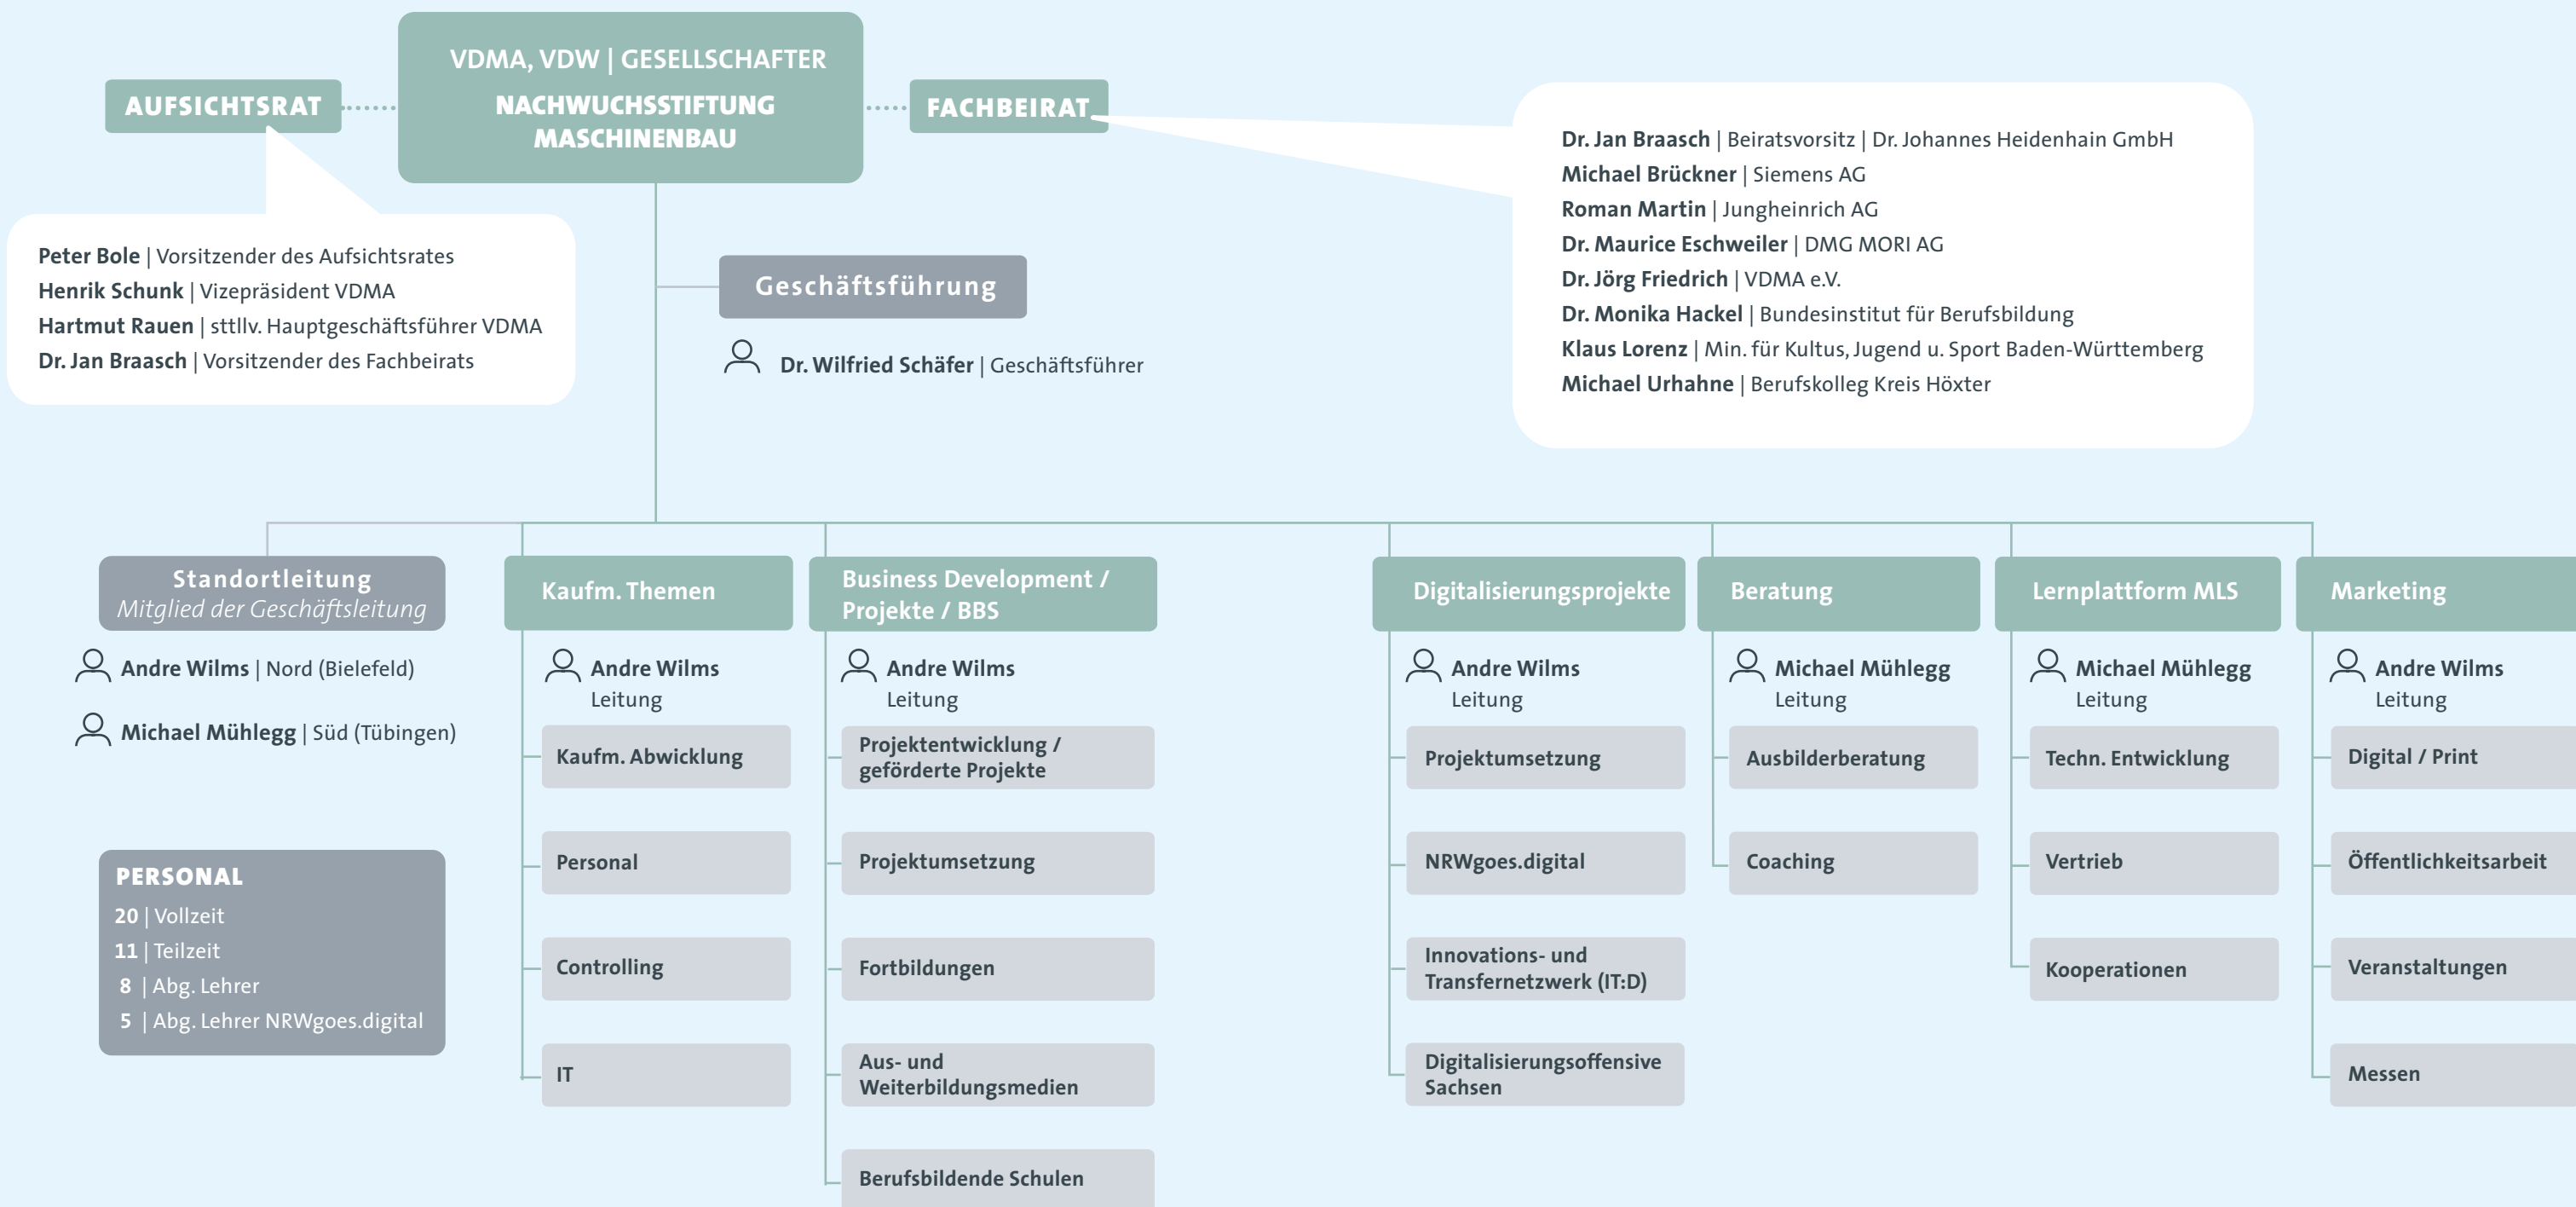 VDMA, VDW | GESELLSCHAFTER
NACHWUCHSSTIFTUNG
MASCHINENBAU
AUFSICHTSRAT
FACHBEIRAT
Peter Bole | Vorsitzender des Aufsichtsrates
Henrik Schunk | Vizepräsident VDMA
Hartmut Rauen | sttllv. Hauptgeschäftsführer VDMA
Dr. Jan Braasch | Vorsitzender des Fachbeirats
Dr. Jan Braasch | Beiratsvorsitz | Dr. Johannes Heidenhain GmbH
Michael Brückner | Siemens AG
Roman Martin | Jungheinrich AG
Dr. Maurice Eschweiler | DMG MORI AG
Dr. Jörg Friedrich | VDMA e.V.
Dr. Monika Hackel | Bundesinstitut für Berufsbildung
Klaus Lorenz | Min. für Kultus, Jugend u. Sport Baden-Württemberg
Michael Urhahne | Berufskolleg Kreis Höxter
Geschäftsführung
Dr. Wilfried Schäfer | Geschäftsführer
Standortleitung
Mitglied der Geschäftsleitung
Andre Wilms | Nord (Bielefeld)
Michael Mühlegg | Süd (Tübingen)
PERSONAL
20 | Vollzeit
11 | Teilzeit
8 | Abg. Lehrer
5 | Abg. Lehrer NRWgoes.digital
Kaufm. Themen
Andre Wilms
Leitung
Kaufm. Abwicklung
Personal
Controlling
IT
Business Development /
Projekte / BBS
Andre Wilms
Leitung
Projektentwicklung /
geförderte Projekte
Projektumsetzung
Fortbildungen
Aus- und
Weiterbildungsmedien
Berufsbildende Schulen
Digitalisierungsprojekte
Andre Wilms
Leitung
Projektumsetzung
NRWgoes.digital
Innovations- und
Transfernetzwerk (IT:D)
Digitalisierungsoffensive
Sachsen
Beratung
Michael Mühlegg
Leitung
Ausbilderberatung
Coaching
Lernplattform MLS
Michael Mühlegg
Leitung
Techn. Entwicklung
Vertrieb
Kooperationen
Marketing
Andre Wilms
Leitung
Digital / Print
Öffentlichkeitsarbeit
Veranstaltungen
Messen